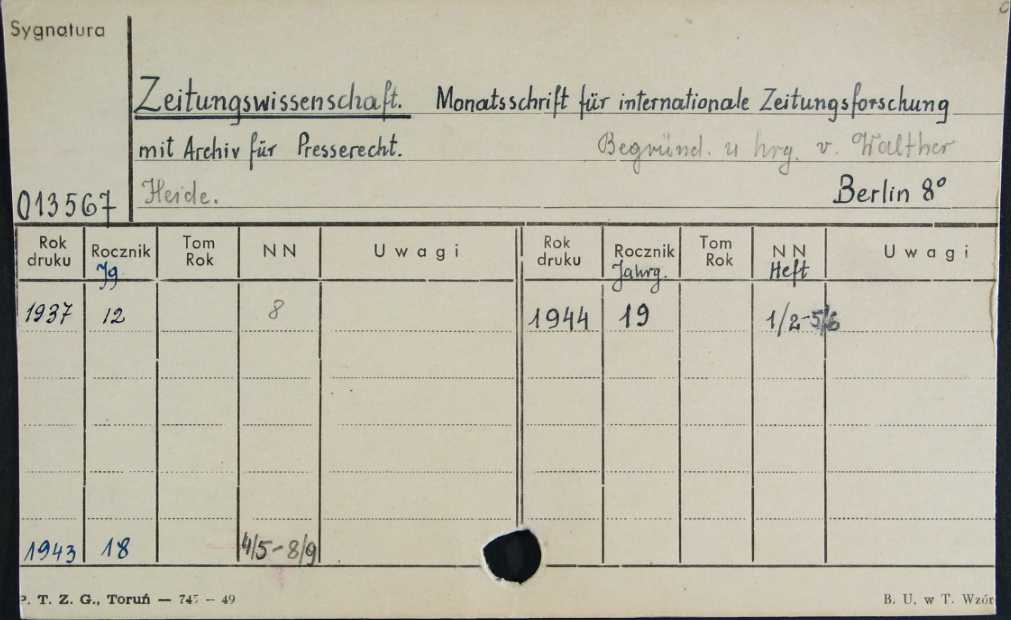 Sygnatura
Zeitungswissenschaft. Monatsschrift für internationale Zeitungsforschung
mit Archiv für Presserecht. Begründ. u hrg. v. Walther
Heide. Berlin 8°
013567
Rok druku Rocznik Jg Tom Rok NN Uwagi Rok druku Rocznik Jahrg. Tom Rok NN Heft Uwagi
1937 12 8 1944 19 1/2-5/6
1943 18 4/5-8/9
P. T. Z. G., Toruń — 745 — 49 B. U. w T. Wzór